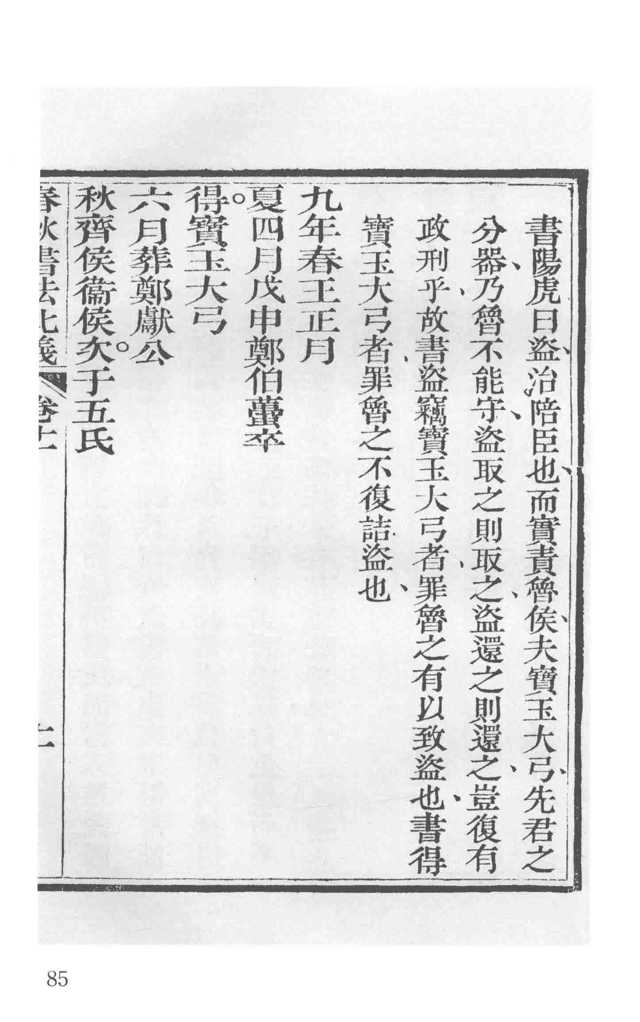 書陽虎曰盜治陪臣也而實責魯侯夫寶玉大弓先君之
分器乃魯不能守盜取之則取之盜還之則還之豈復有
政刑乎故書盜竊寶玉大弓者罪魯之有以致盜也書得
寶玉大弓者罪魯之不復詰盜也
九年春王正月
夏四月戊申鄭伯蠆卒
得寶玉大弓
六月葬鄭獻公
秋齊侯衞侯次于五氏
春秋書法比義 卷十一
85